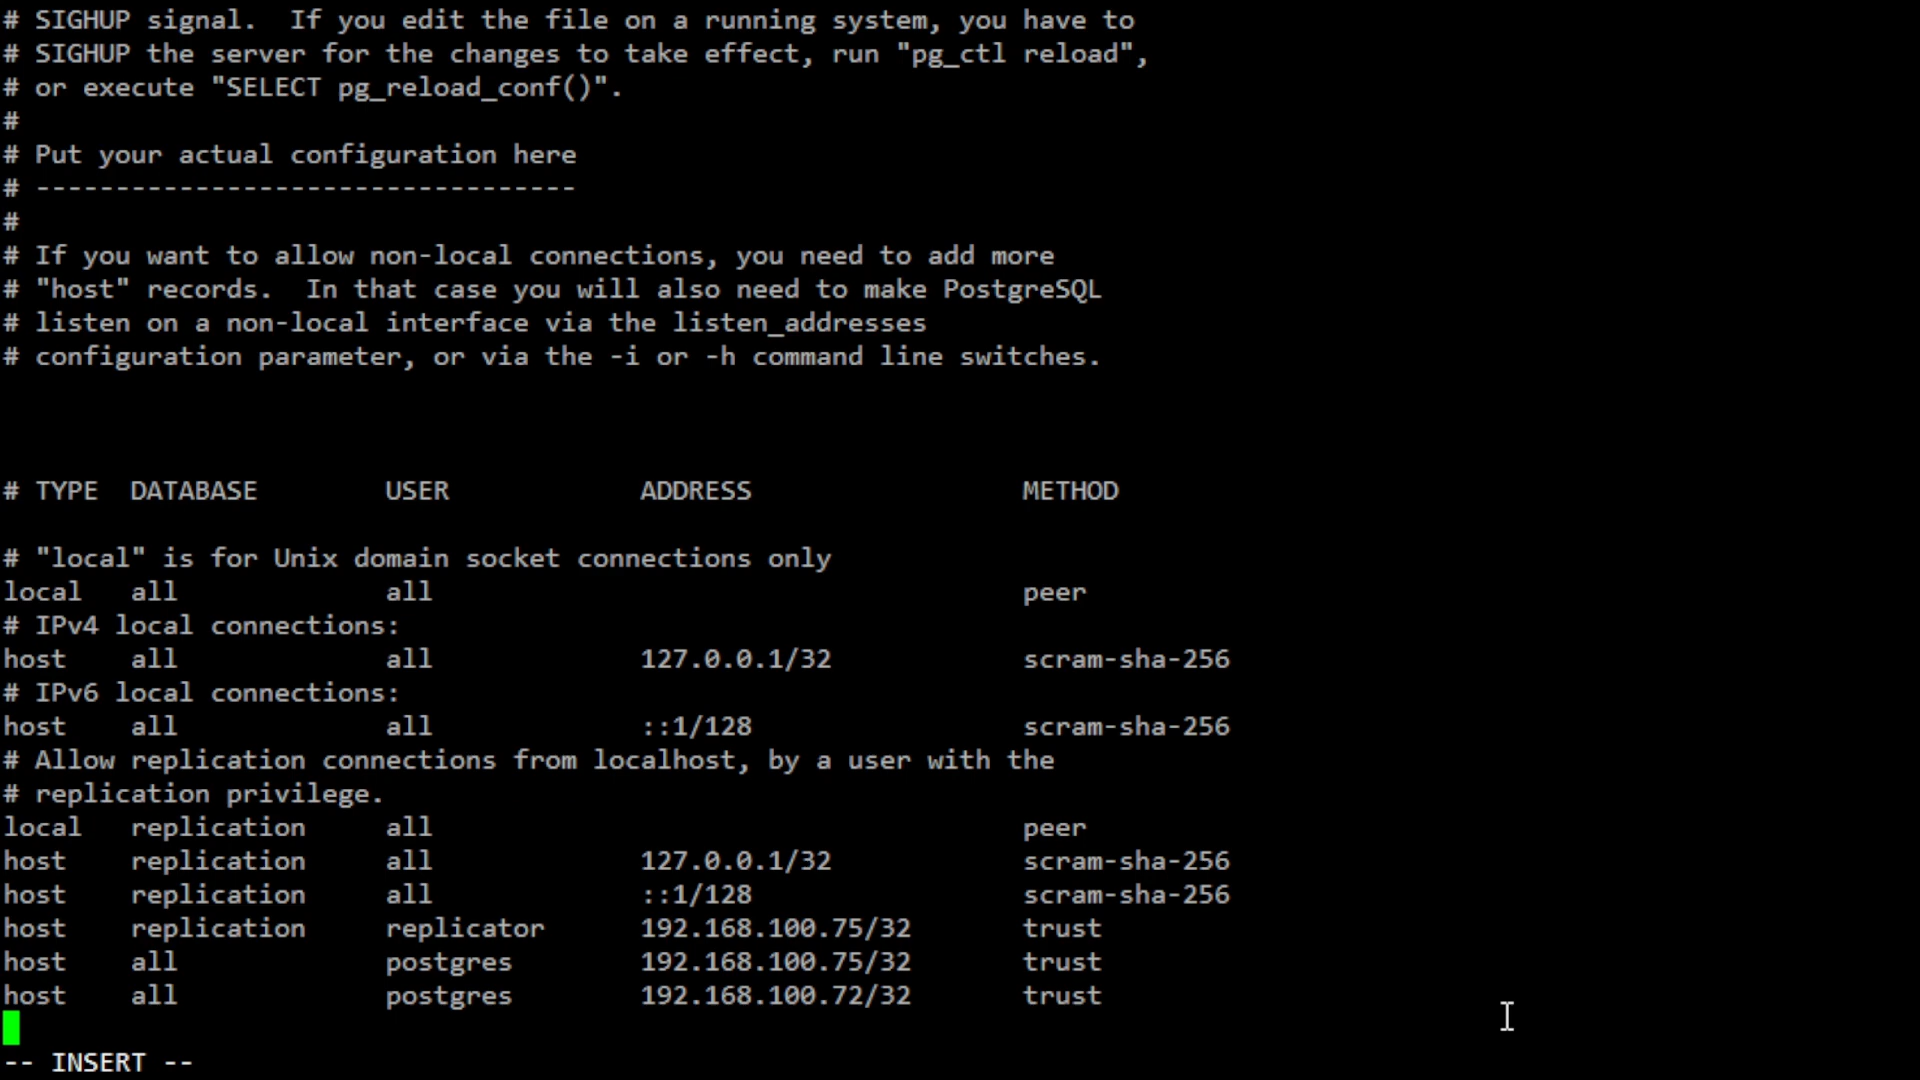 # SIGHUP signal.  If you edit the file on a running system, you have to
# SIGHUP the server for the changes to take effect, run "pg_ctl reload",
# or execute "SELECT pg_reload_conf()".
#
# Put your actual configuration here
# ----------------------------------
#
# If you want to allow non-local connections, you need to add more
# "host" records.  In that case you will also need to make PostgreSQL
# listen on a non-local interface via the listen_addresses
# configuration parameter, or via the -i or -h command line switches.
# TYPE  DATABASE        USER            ADDRESS                 METHOD
# "local" is for Unix domain socket connections only
local   all             all                                     peer
# IPv4 local connections:
host    all             all             127.0.0.1/32            scram-sha-256
# IPv6 local connections:
host    all             all             ::1/128                 scram-sha-256
# Allow replication connections from localhost, by a user with the
# replication privilege.
local   replication     all                                     peer
host    replication     all             127.0.0.1/32            scram-sha-256
host    replication     all             ::1/128                 scram-sha-256
host    replication     replicator      192.168.100.75/32       trust
host    all             postgres        192.168.100.75/32       trust
host    all             postgres        192.168.100.72/32       trust
-- INSERT --